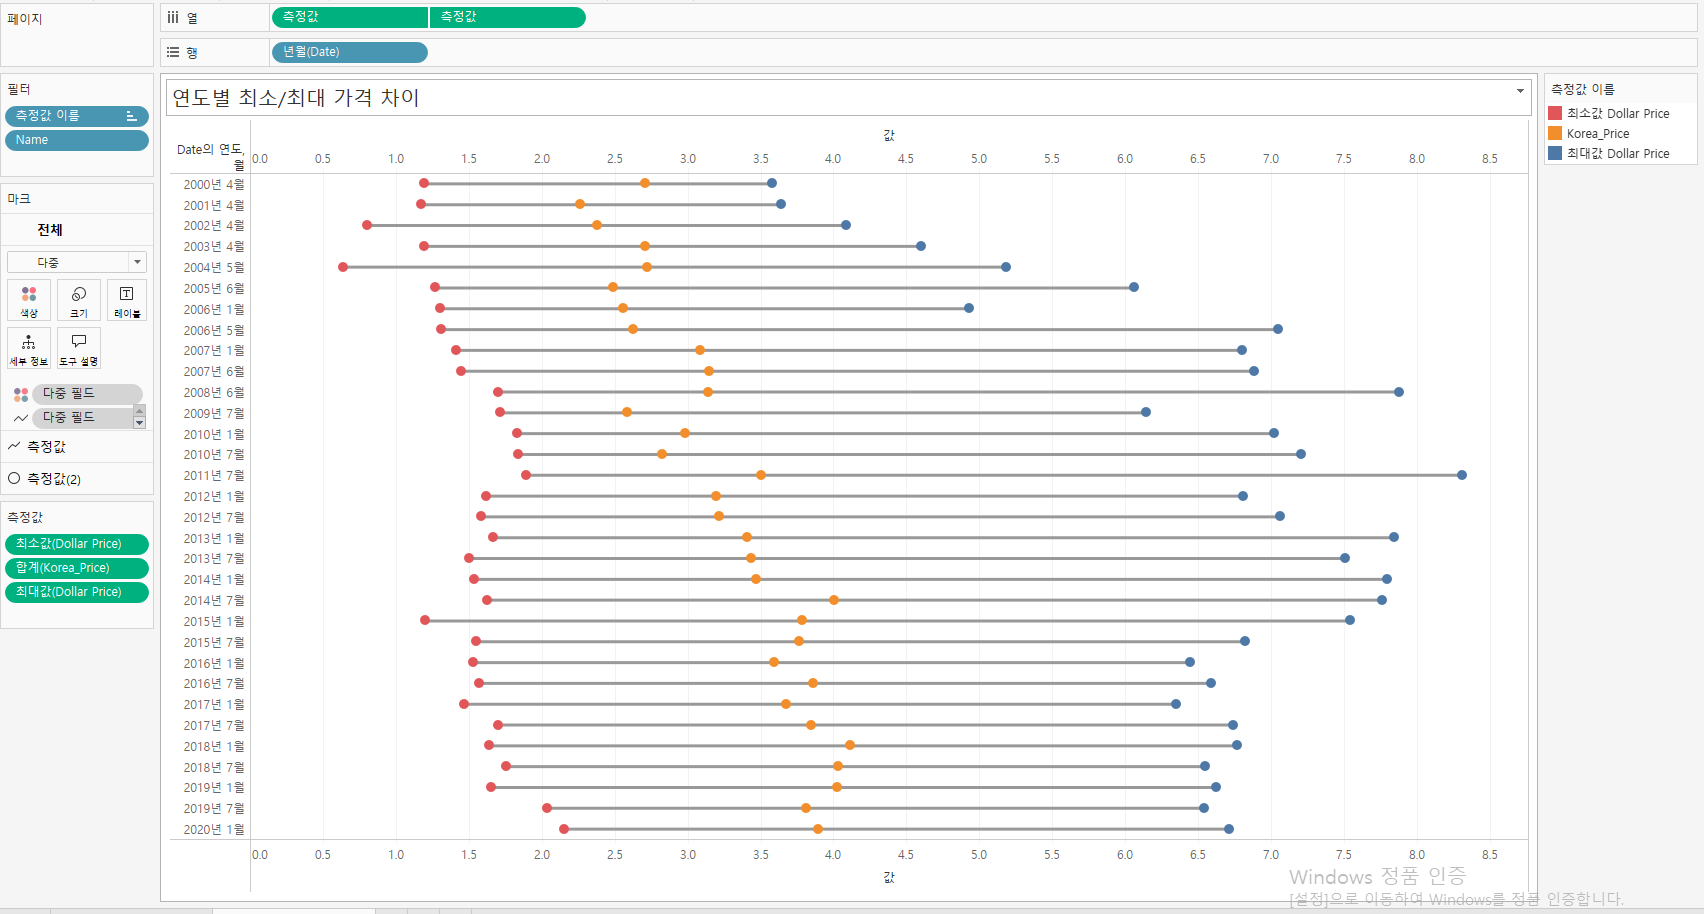 페이지
열
측정값
측정값
행
년월(Date)
필터
측정값 이름
Name
마크
전체
다중
색상
크기
레이블
세부 정보
도구 설명
다중 필드
다중 필드
측정값
측정값(2)
측정값
최소값(Dollar Price)
합계(Korea_Price)
최대값(Dollar Price)
연도별 최소/최대 가격 차이
값
Date의 연도,
월
0.0 0.5 1.0 1.5 2.0 2.5 3.0 3.5 4.0 4.5 5.0 5.5 6.0 6.5 7.0 7.5 8.0 8.5
2000년 4월
2001년 4월
2002년 4월
2003년 4월
2004년 5월
2005년 6월
2006년 1월
2006년 5월
2007년 1월
2007년 6월
2008년 6월
2009년 7월
2010년 1월
2010년 7월
2011년 7월
2012년 1월
2012년 7월
2013년 1월
2013년 7월
2014년 1월
2014년 7월
2015년 1월
2015년 7월
2016년 1월
2016년 7월
2017년 1월
2017년 7월
2018년 1월
2018년 7월
2019년 1월
2019년 7월
2020년 1월
0.0 0.5 1.0 1.5 2.0 2.5 3.0 3.5 4.0 4.5 5.0 5.5 6.0 6.5 7.0 7.5 8.0 8.5
값
측정값 이름
최소값 Dollar Price
Korea_Price
최대값 Dollar Price
Windows 정품 인증
[설정]으로 이동하여 Windows를 정품 인증합니다.